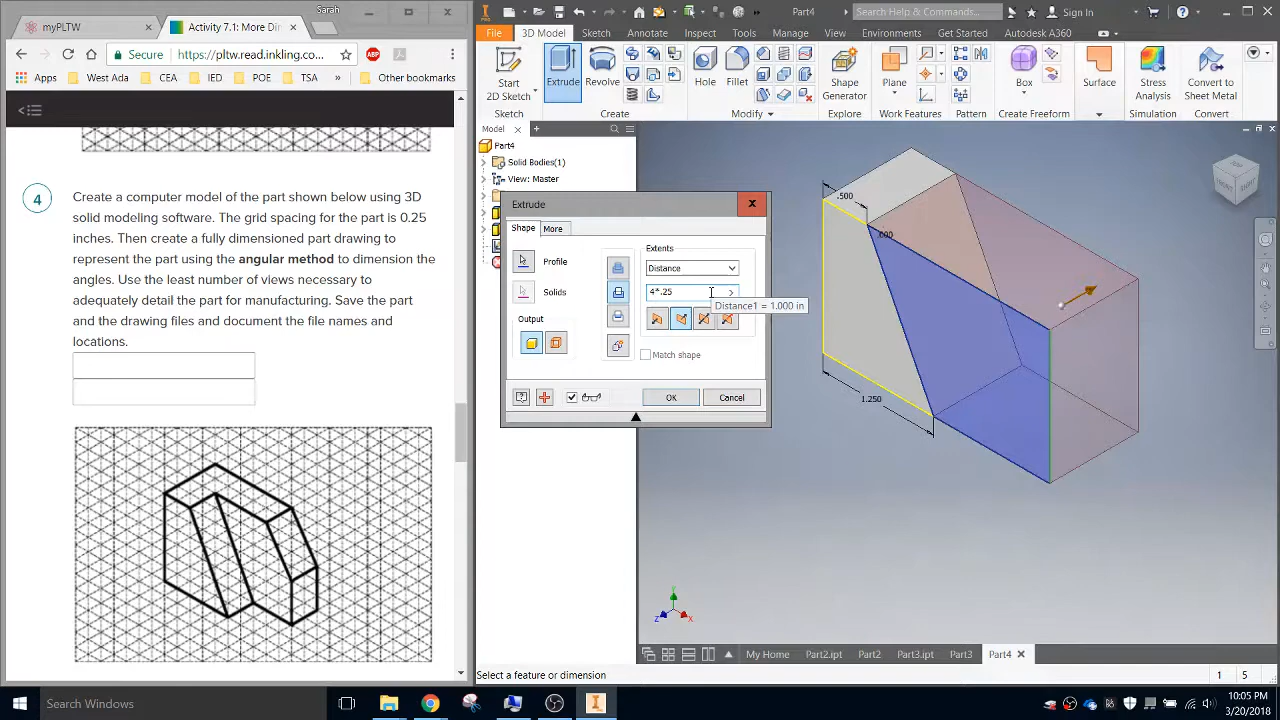 Sarah
myPLTW
Activity 7.1: More Di
Secure
https://pltw.read.inkling.co...
ABP
Apps
West Ada
CEA
IED
POE
TSA
»
Other bookmarks
4
Create a computer model of the part shown below using 3D
solid modeling software. The grid spacing for the part is 0.25
inches. Then create a fully dimensioned part drawing to
represent the part using the angular method to dimension the
angles. Use the least number of views necessary to
adequately detail the part for manufacturing. Save the part
and the drawing files and document the file names and
locations.
PRO
Part4
Search Help & Commands...
Sign In
File
3D Model
Sketch
Annotate
Inspect
Tools
Manage
View
Environments
Get Started
Autodesk A360
Start
2D Sketch
Extrude
Revolve
Hole
Fillet
Shape
Generator
Plane
Box
Surface
Stress
Analysis
Convert to
Sheet Metal
Sketch
Create
Modify
Explore
Work Features
Pattern
Create Freeform
Simulation
Convert
Model
Part4
Solid Bodies(1)
View: Master
Extrude
Shape
More
Profile
Solids
Output
Extents
Distance
4*.25
Distance1 = 1.000 in
Match shape
OK
Cancel
.500
.000
1.250
TOP
FRONT
RIGHT
Y
Z
X
My Home
Part2.ipt
Part2
Part3.ipt
Part3
Part4
Select a feature or dimension
1
5
Search Windows
10:05 PM
3/20/2018